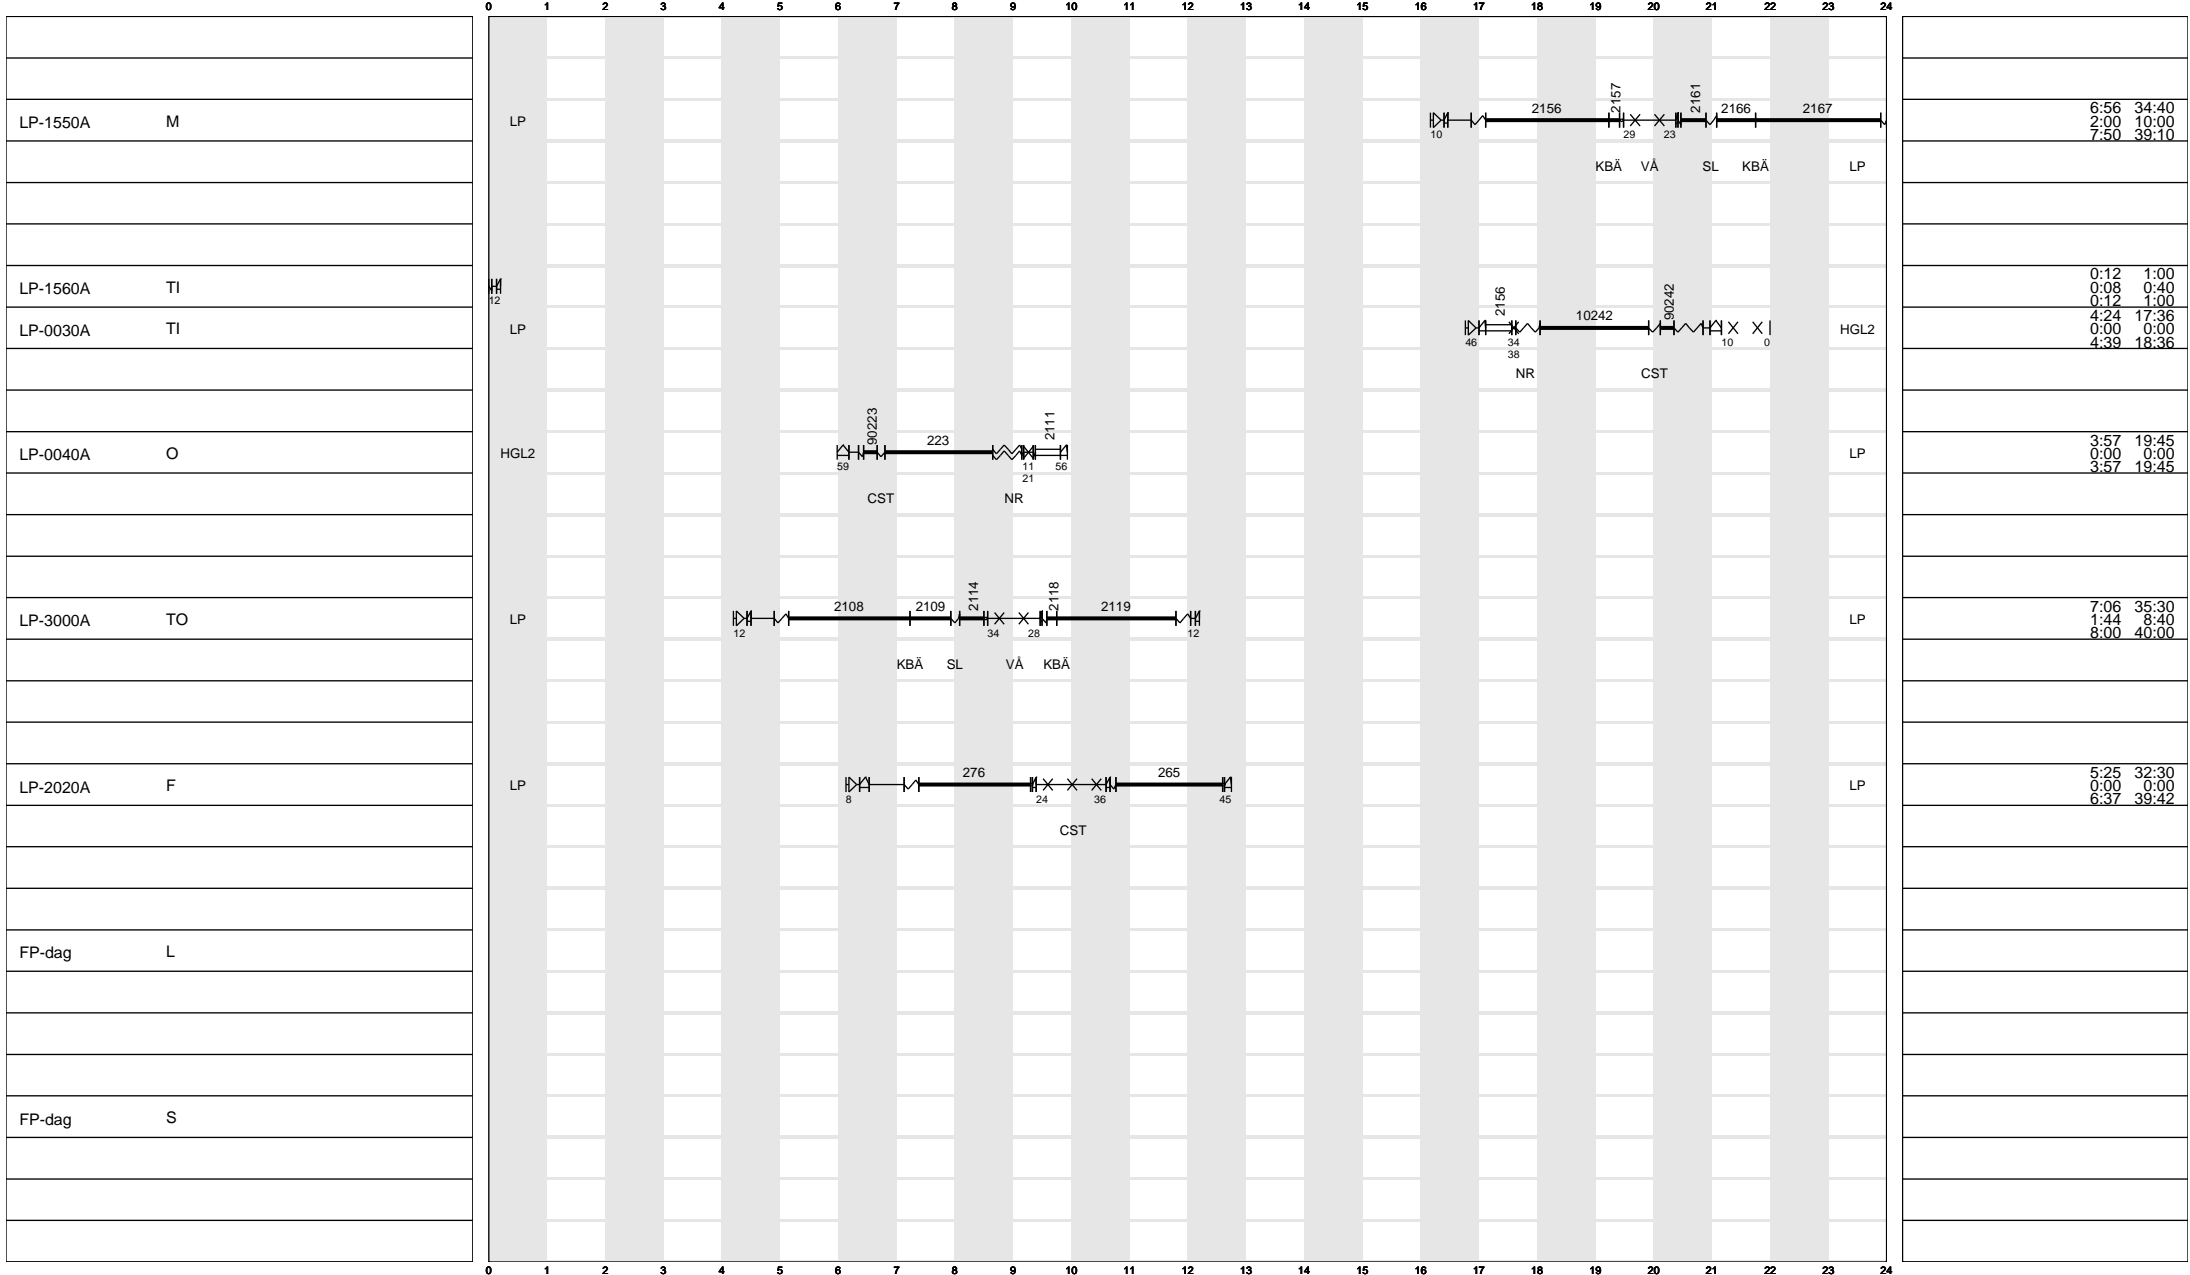 0 1 2 3 4 5 6 7 8 9 10 11 12 13 14 15 16 17 18 19 20 21 22 23 24
2156 2157 2161 2166 2167
LP-1550A M LP 6:56 34:40
10 29 23 2:00 10:00
7:50 39:10
KBÄ VÅ SL KBÄ LP
LP-1560A TI 0:12 1:00
12 0:08 0:40
0:12 1:00
2156 10242 90242
LP-0030A TI LP HGL2 4:24 17:36
46 34 10 0 0:00 0:00
38 4:39 18:36
NR CST
90223 223 2111
LP-0040A O HGL2 LP 3:57 19:45
59 11 56 0:00 0:00
21 3:57 19:45
CST NR
2108 2109 2114 2118 2119
LP-3000A TO LP LP 7:06 35:30
12 34 28 12 1:44 8:40
8:00 40:00
KBÄ SL VÅ KBÄ
276 265
LP-2020A F LP LP 5:25 32:30
8 24 36 45 0:00 0:00
6:37 39:42
CST
FP-dag L
FP-dag S
0 1 2 3 4 5 6 7 8 9 10 11 12 13 14 15 16 17 18 19 20 21 22 23 24